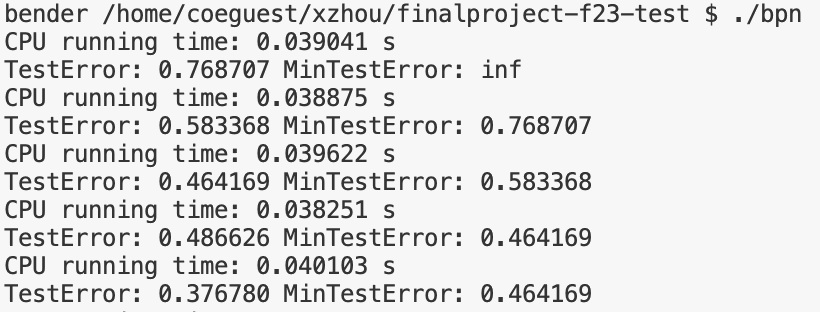 bender /home/coeguest/xzhou/finalproject-f23-test $ ./bpn
CPU running time: 0.039041 s
TestError: 0.768707 MinTestError: inf
CPU running time: 0.038875 s
TestError: 0.583368 MinTestError: 0.768707
CPU running time: 0.039622 s
TestError: 0.464169 MinTestError: 0.583368
CPU running time: 0.038251 s
TestError: 0.486626 MinTestError: 0.464169
CPU running time: 0.040103 s
TestError: 0.376780 MinTestError: 0.464169